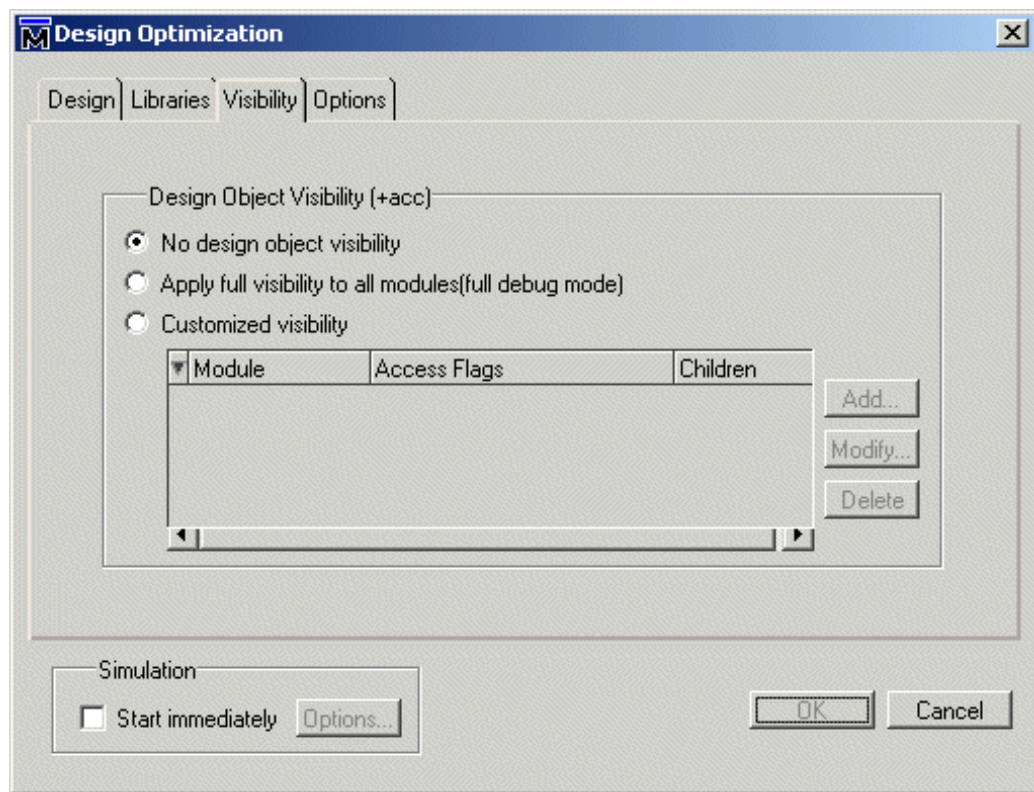 Design Optimization
Design Libraries Visibility Options
Design Object Visibility (+acc)
No design object visibility
Apply full visibility to all modules(full debug mode)
Customized visibility
Module Access Flags Children
Add...
Modify...
Delete
Simulation
Start immediately Options... OK Cancel